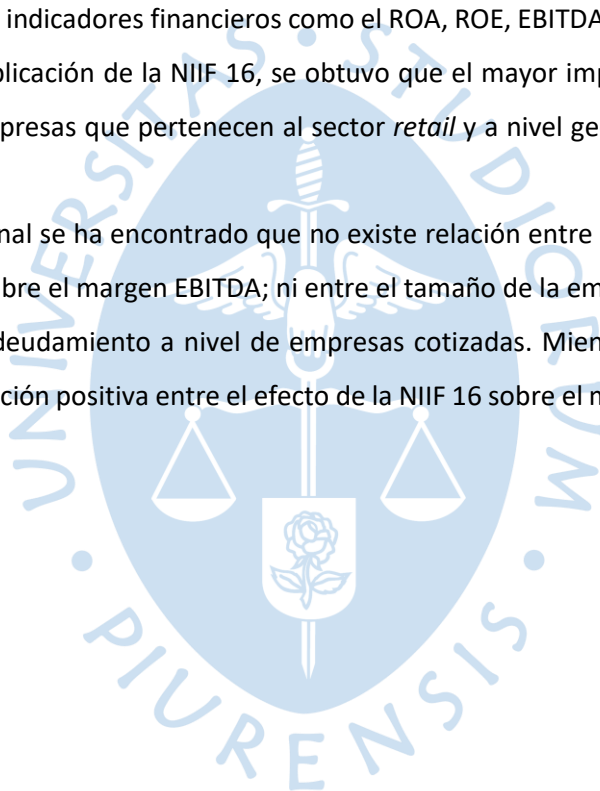 indicadores financieros como el ROA, ROE, EBITDA
plicación de la NIIF 16, se obtuvo que el mayor imp
presas que pertenecen al sector retail y a nivel ge
nal se ha encontrado que no existe relación entre
bre el margen EBITDA; ni entre el tamaño de la em
deudamiento a nivel de empresas cotizadas. Mien
ción positiva entre el efecto de la NIIF 16 sobre el n
UNIVERSITAS • STUDIORUM • PIURENSIS •